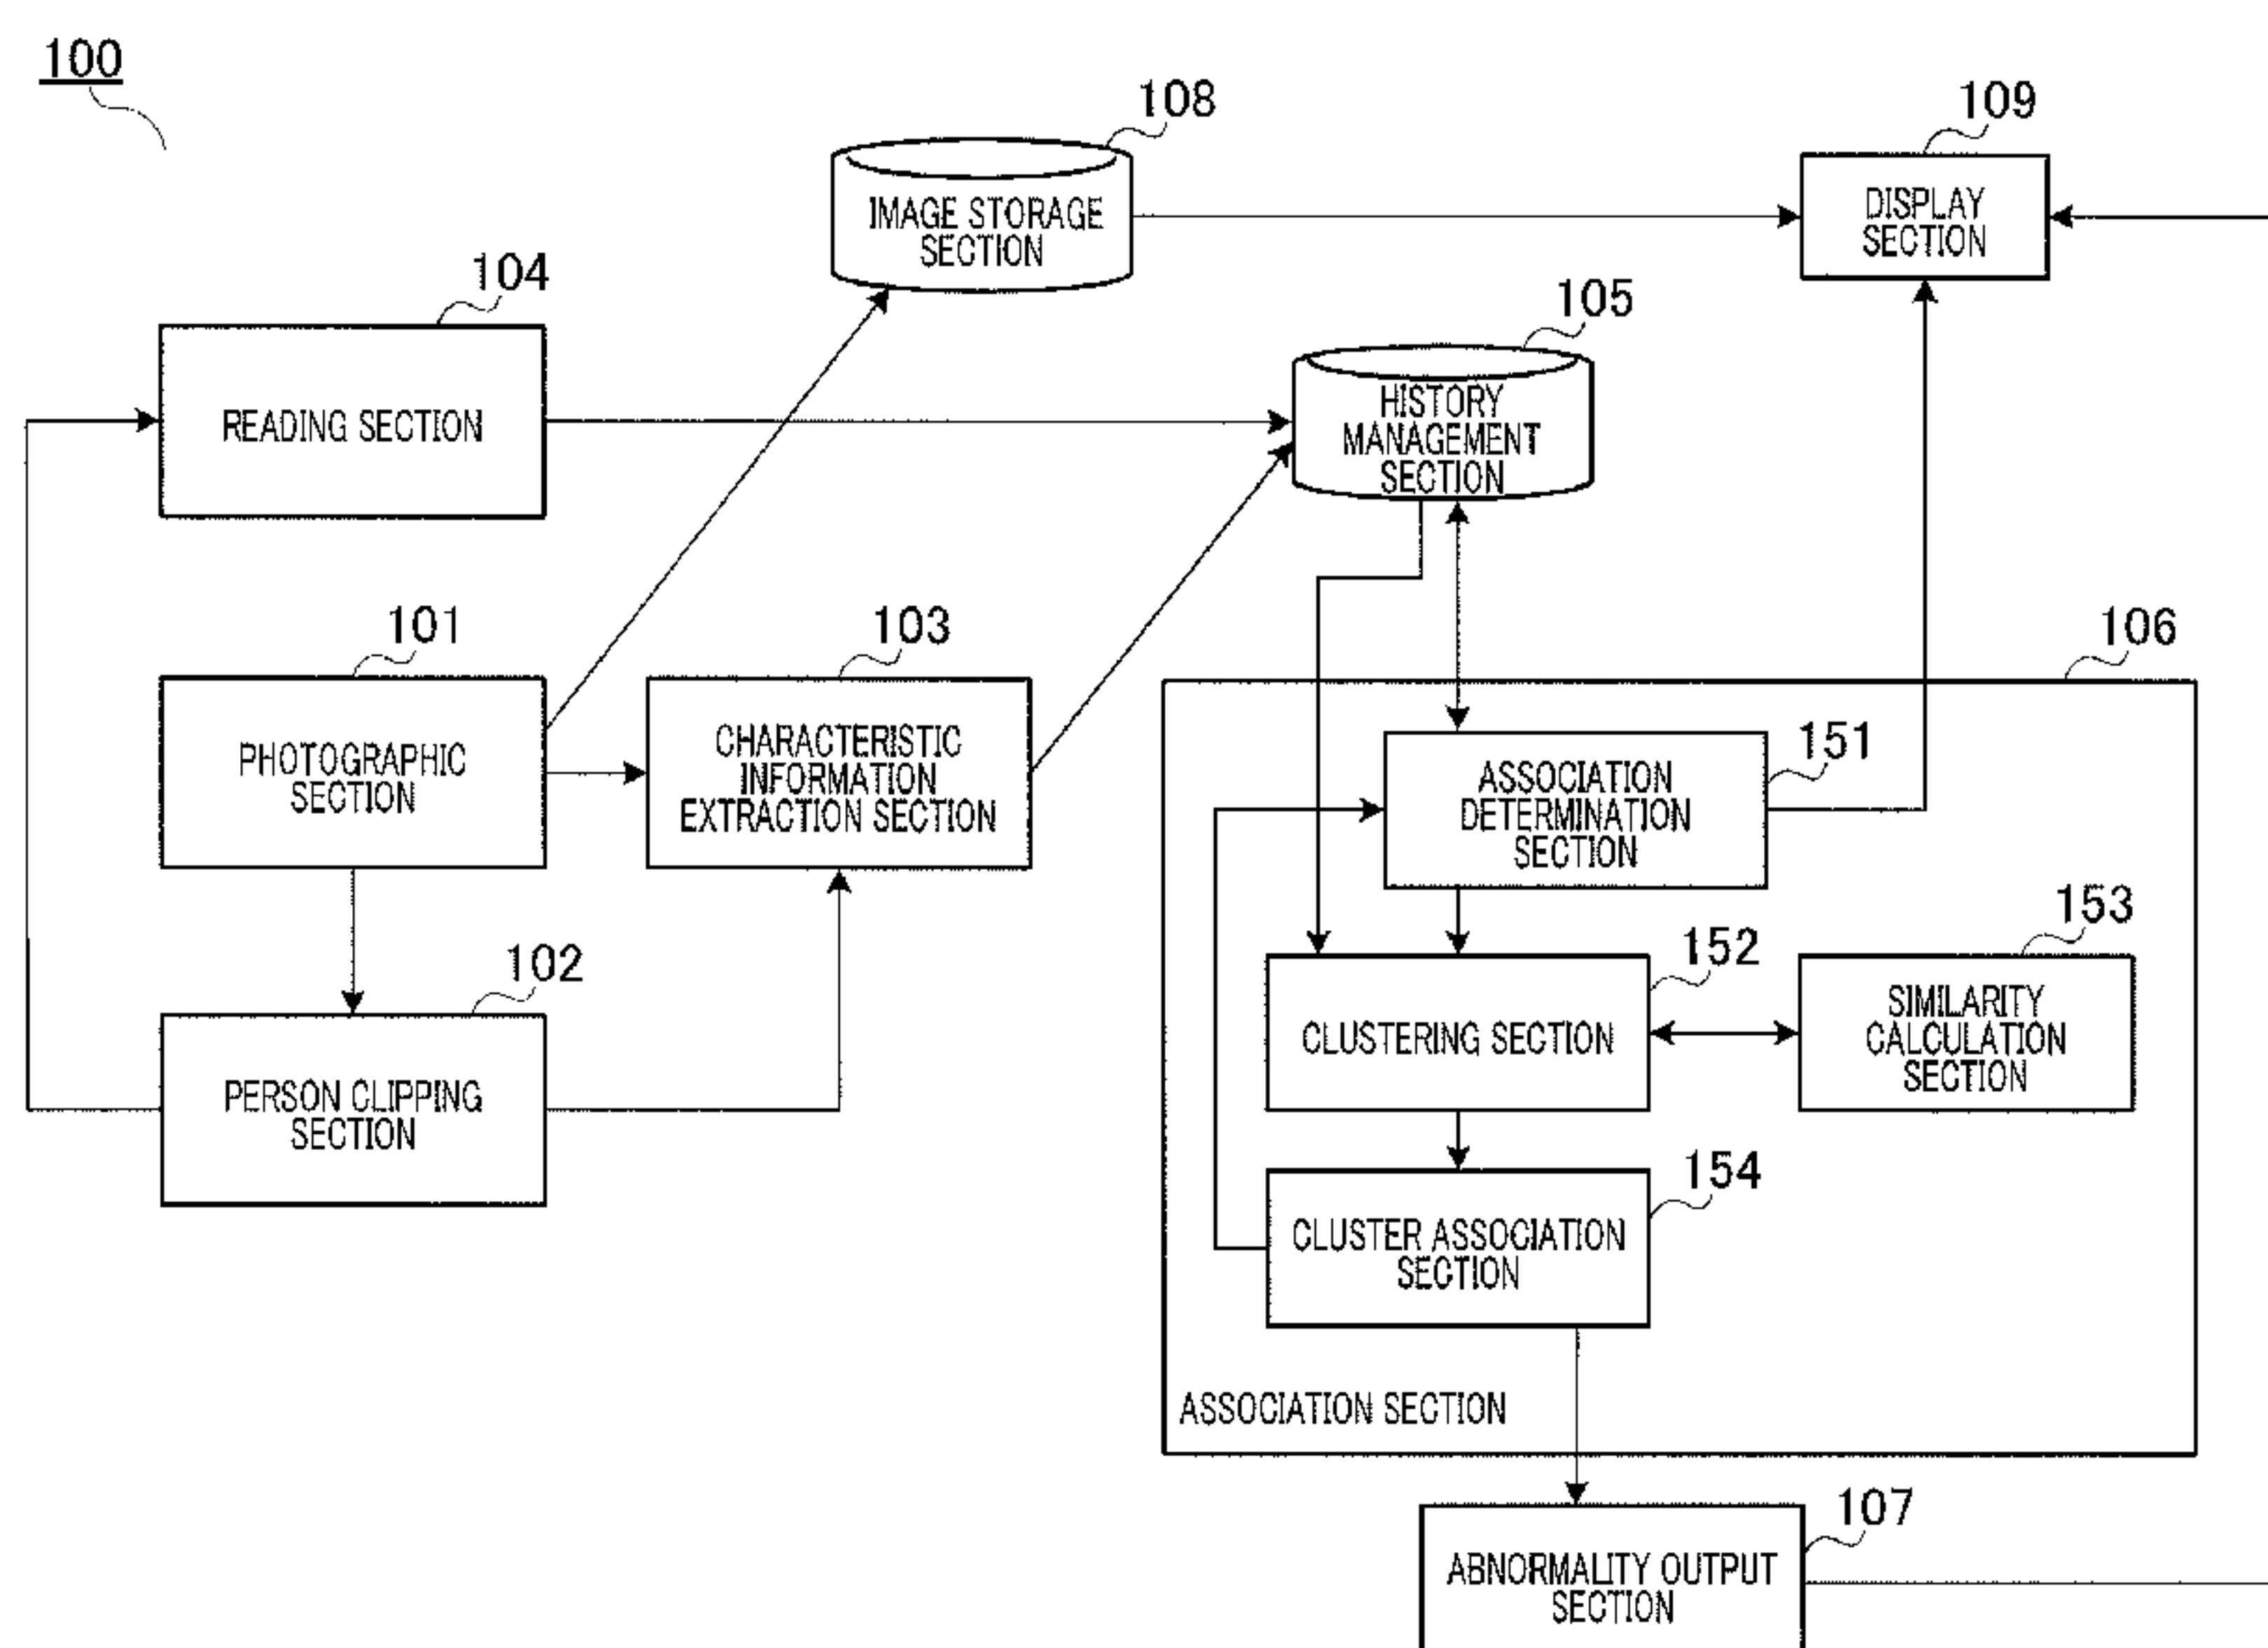 100
108
IMAGE STORAGE
SECTION
109
DISPLAY
SECTION
104
READING SECTION
105
HISTORY
MANAGEMENT
SECTION
101
PHOTOGRAPHIC
SECTION
103
CHARACTERISTIC
INFORMATION
EXTRACTION SECTION
106
151
ASSOCIATION
DETERMINATION
SECTION
102
PERSON CLIPPING
SECTION
152
CLUSTERING SECTION
153
SIMILARITY
CALCULATION
SECTION
154
CLUSTER ASSOCIATION
SECTION
ASSOCIATION SECTION
107
ABNORMALITY OUTPUT
SECTION